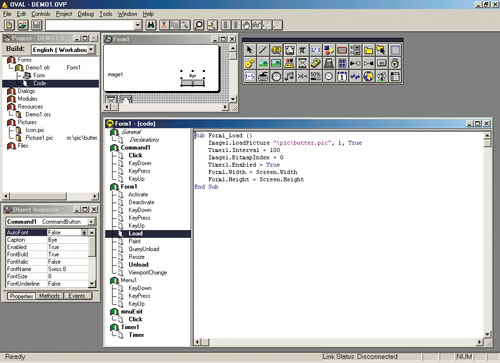 OVAL - DEMO1.OVP
File Edit Controls Project Debug Tools Window Help
Project - DEMO1.O
Build: English [ Workabou
Forms
Demo1.ofr Form1
Form
Code
Dialogs
Modules
Resources
Demo1.ors
Pictures
Icon.pic
Picture1.pic m:\pic\butter
Files
Form1
mage1
Bye
Object Inspector
Command1 CommandButton
AutoFont False
Caption Bye
Enabled True
FontBold True
FontItalic False
FontName Swiss 8
FontSize 8
FontUnderline False
Properties Methods Events
Form1 - (code)
General
Declarations
Command1
Click
KeyDown
KeyPress
KeyUp
Form1
Activate
Deactivate
KeyDown
KeyPress
KeyUp
Load
Paint
QueryUnload
Resize
Unload
ViewportChange
Menu1
KeyDown
KeyPress
KeyUp
mnuExit
Click
Timer1
Timer
Sub Form1_Load ()
Image1.LoadPicture "\pic\butter.pic", 1, True
Timer1.Interval = 100
Image1.BitmapIndex = 0
Timer1.Enabled = True
Form1.Width = Screen.Width
Form1.Height = Screen.Height
End Sub
Ready Link Status: Disconnected NUM